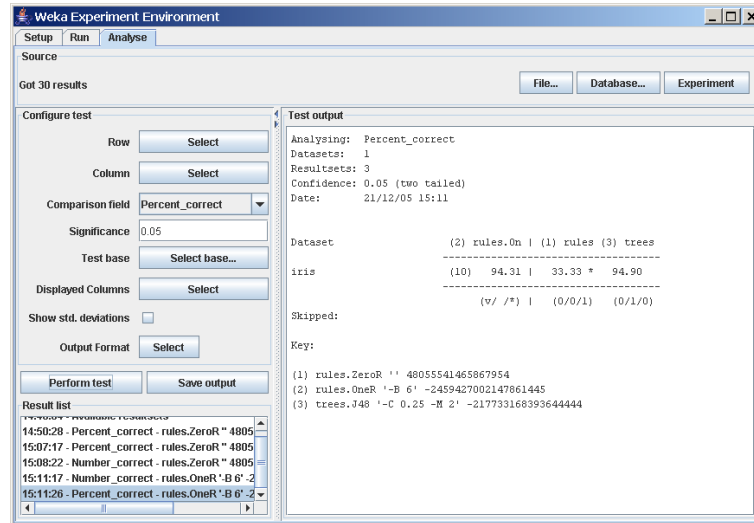 Weka Experiment Environment
Setup Run Analyse
Source
Got 30 results
File... Database... Experiment
Configure test
Row Select
Column Select
Comparison field Percent_correct
Significance 0.05
Test base Select base...
Displayed Columns Select
Show std. deviations
Output Format Select
Perform test Save output
Result list
14:50:28 - Percent_correct - rules.ZeroR '' 4805
15:07:17 - Percent_correct - rules.ZeroR '' 4805
15:08:22 - Number_correct - rules.ZeroR '' 4805
15:11:17 - Number_correct - rules.OneR '-B 6' -2
15:11:26 - Percent_correct - rules.OneR '-B 6' -2
Test output
Analysing: Percent_correct
Datasets: 1
Resultsets: 3
Confidence: 0.05 (two tailed)
Date: 21/12/05 15:11
Dataset (2) rules.On | (1) rules (3) trees
------------------------------------
iris (10) 94.31 | 33.33 * 94.90
------------------------------------
(v/ /*) | (0/0/1) (0/1/0)
Skipped:
Key:
(1) rules.ZeroR '' 48055541465867954
(2) rules.OneR '-B 6' -2459427002147861445
(3) trees.J48 '-C 0.25 -M 2' -217733168393644444